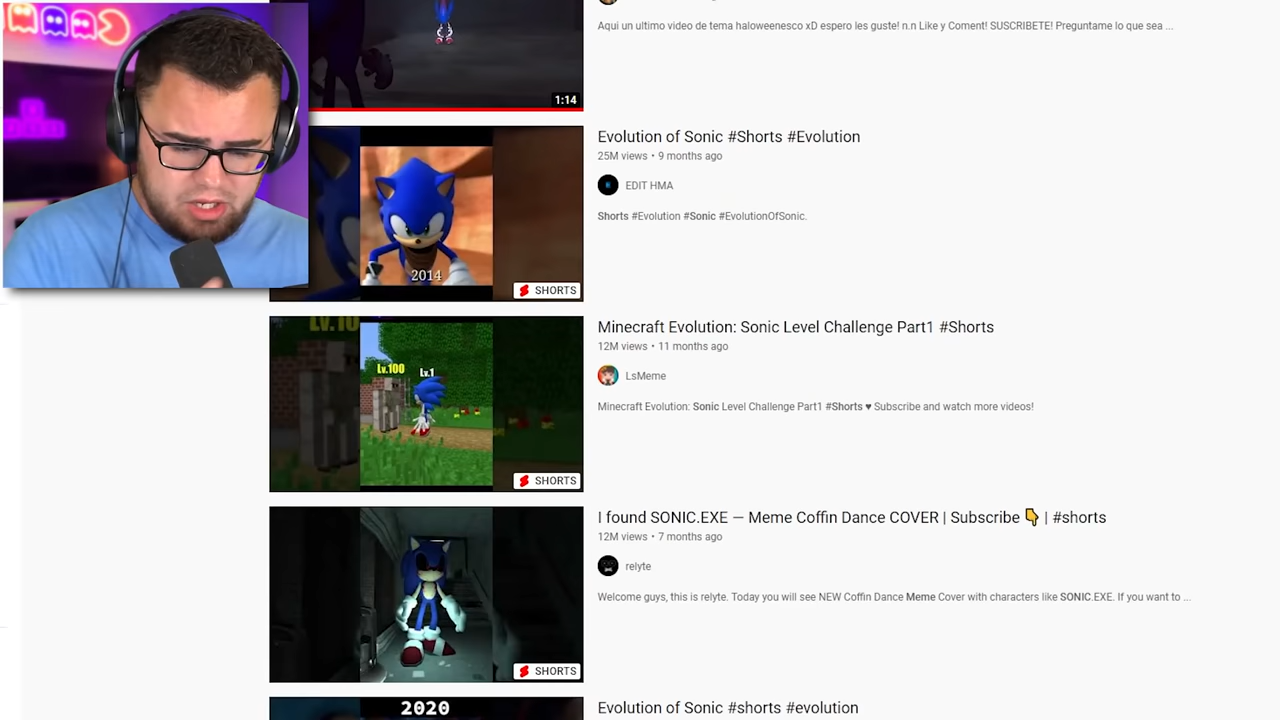 Aqui un ultimo video de tema haloweenesco xD espero les guste! n.n Like y Coment! SUSCRIBETE! Preguntame lo que sea ...
1:14
Evolution of Sonic #Shorts #Evolution
25M views • 9 months ago
EDIT HMA
Shorts #Evolution #Sonic #EvolutionOfSonic.
2014
SHORTS
Lv.10
Minecraft Evolution: Sonic Level Challenge Part1 #Shorts
12M views • 11 months ago
Lv.100
Lv.1
LsMeme
Minecraft Evolution: Sonic Level Challenge Part1 #Shorts ♥ Subscribe and watch more videos!
SHORTS
I found SONIC.EXE — Meme Coffin Dance COVER | Subscribe 👇 | #shorts
12M views • 7 months ago
relyte
Welcome guys, this is relyte. Today you will see NEW Coffin Dance Meme Cover with characters like SONIC.EXE. If you want to ...
SHORTS
2020
Evolution of Sonic #shorts #evolution